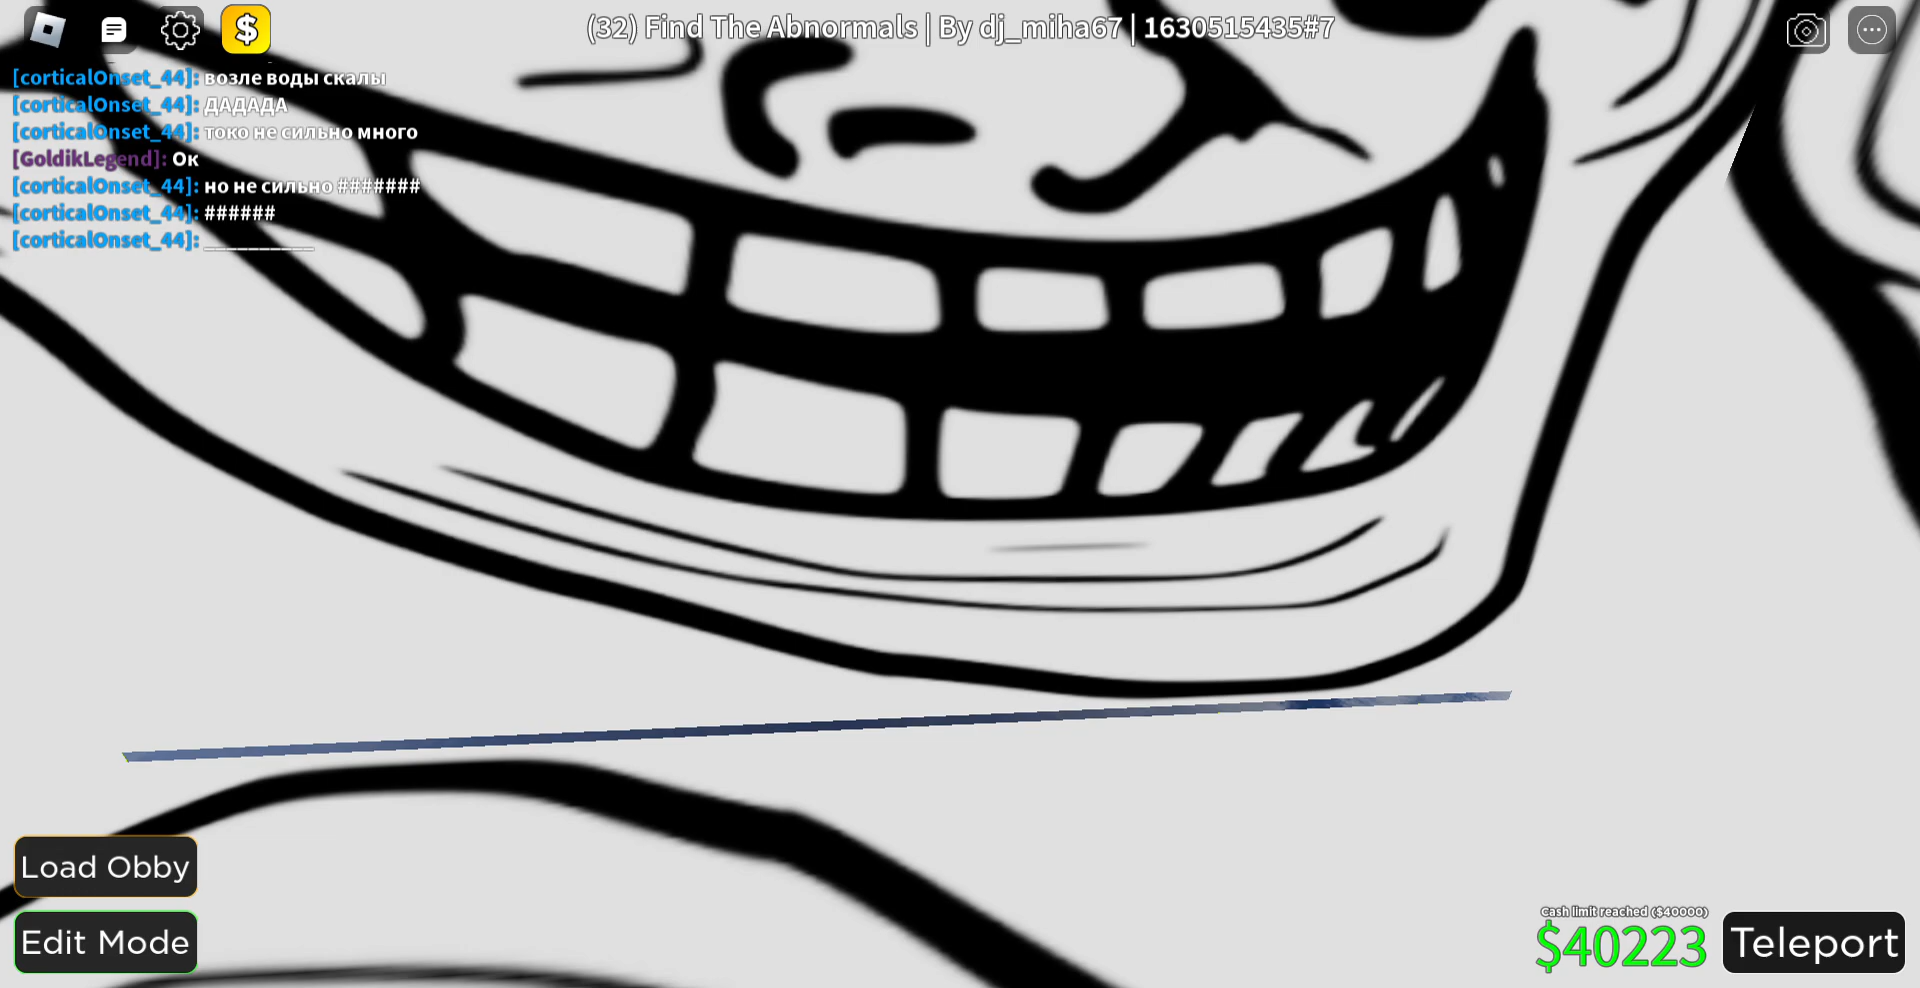 (32) Find The Abnormals | By dj_miha67 | 1630515435#7
[corticalOnset_44]: возле воды скалы
[corticalOnset_44]: ДАДАДА
[corticalOnset_44]: токо не сильно много
[GoldikLegend]: Ок
[corticalOnset_44]: но не сильно #######
[corticalOnset_44]: ######
[corticalOnset_44]: __________
Load Obby
Edit Mode
Cash limit reached ($40000)
$40223
Teleport